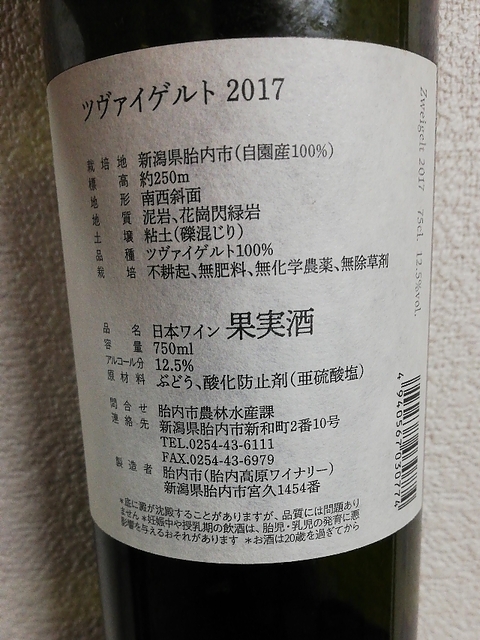 ツヴァイゲルト 2017
栽培地 新潟県胎内市(自園産100%)
標高 約250m
地形 南西斜面
地質 泥岩、花崗閃緑岩
土壌 粘土(礫混じり)
品種 ツヴァイゲルト100%
栽培 不耕起、無肥料、無化学農薬、無除草剤
品名 日本ワイン 果実酒
容量 750ml
アルコール分 12.5%
原材料 ぶどう、酸化防止剤(亜硫酸塩)
問合せ 胎内市農林水産課
連絡先 新潟県胎内市新和町2番10号
TEL.0254-43-6111
FAX.0254-43-6979
製造者 胎内市(胎内高原ワイナリー)
新潟県胎内市宮久1454番
*底に澱が沈殿することがありますが、品質には問題あり
ません *妊娠中や授乳期の飲酒は、胎児・乳児の発育に悪
影響を与えるおそれがあります *お酒は20歳を過ぎてから
Zweigelt 2017 75cl. 12.5%vol.
4940567030774